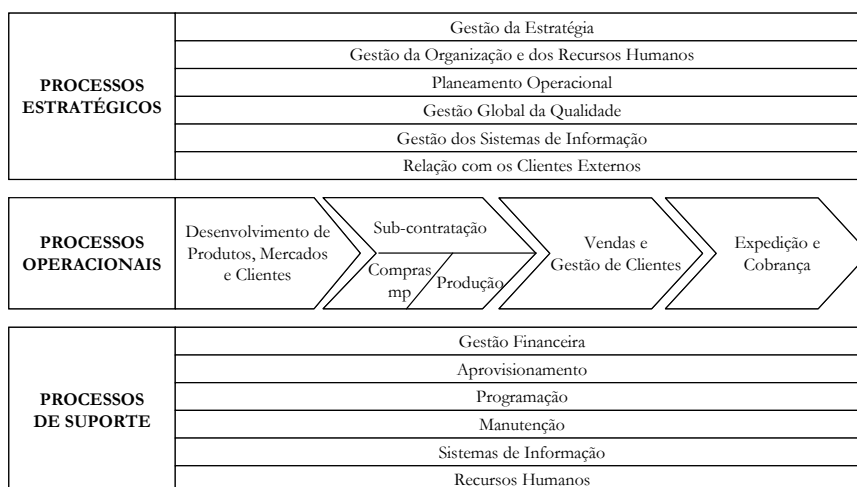 PROCESSOS
ESTRATÉGICOS
Gestão da Estratégia
Gestão da Organização e dos Recursos Humanos
Planeamento Operacional
Gestão Global da Qualidade
Gestão dos Sistemas de Informação
Relação com os Clientes Externos
PROCESSOS
OPERACIONAIS
Desenvolvimento de
Produtos, Mercados
e Clientes
Sub-contratação
Compras
mp
Produção
Vendas e
Gestão de Clientes
Expedição e
Cobrança
PROCESSOS
DE SUPORTE
Gestão Financeira
Aprovisionamento
Programação
Manutenção
Sistemas de Informação
Recursos Humanos